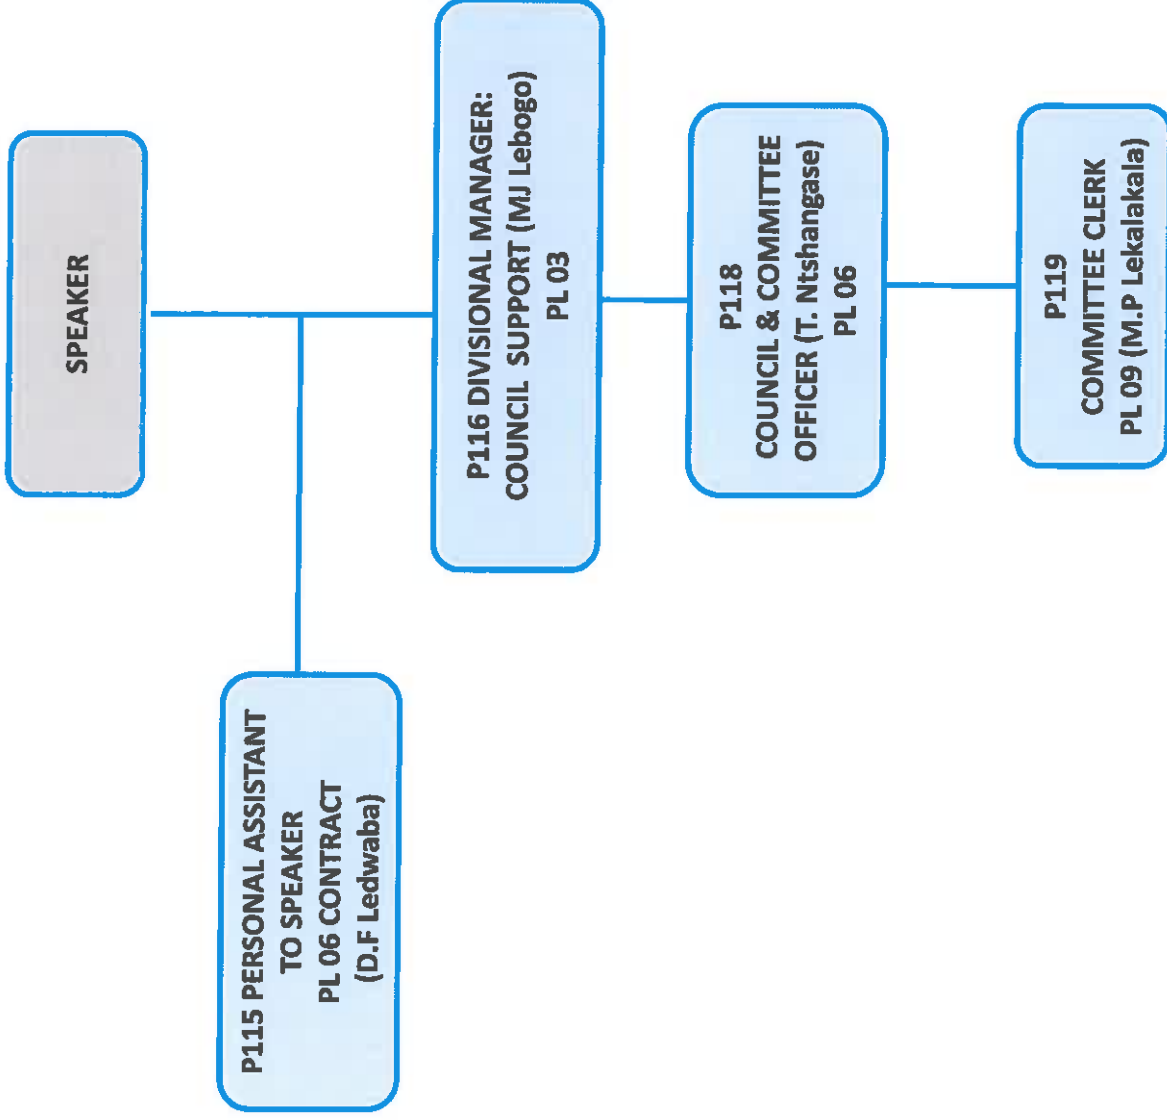 SPEAKER
P115 PERSONAL ASSISTANT
TO SPEAKER
PL 06 CONTRACT
(D.F Ledwaba)
P116 DIVISIONAL MANAGER:
COUNCIL SUPPORT (MJ Lebogo)
PL 03
P118
COUNCIL & COMMITTEE
OFFICER (T. Ntshangase)
PL 06
P119
COMMITTEE CLERK
PL 09 (M.P Lekalakala)